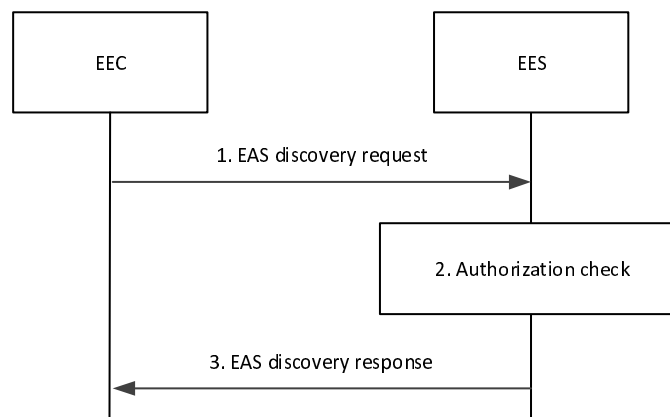 EEC
EES
1. EAS discovery request
2. Authorization check
3. EAS discovery response